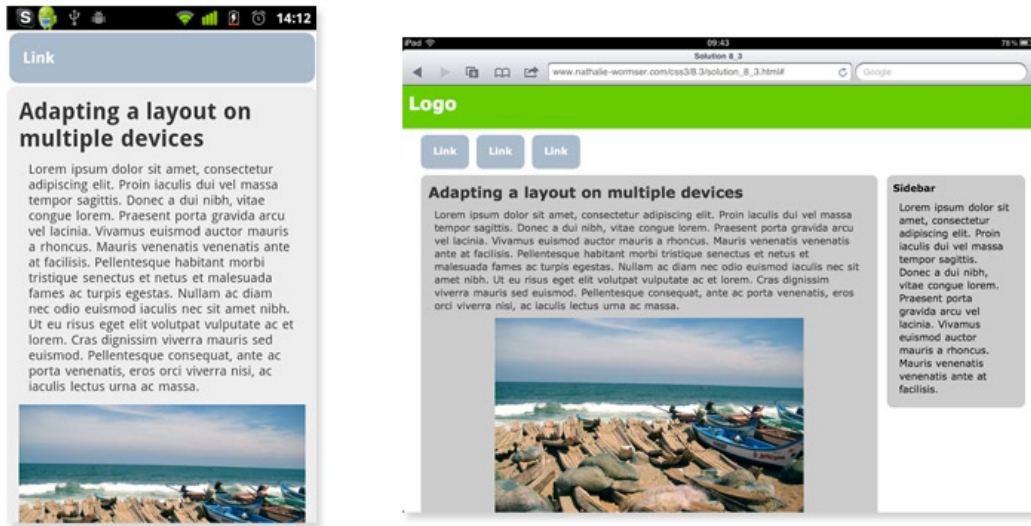 14:12
Link
Adapting a layout on
multiple devices
Lorem ipsum dolor sit amet, consectetur
adipiscing elit. Proin iaculis dui vel massa
tempor sagittis. Donec a dui nibh, vitae
congue lorem. Praesent porta gravida arcu
vel lacinia. Vivamus euismod auctor mauris
a rhoncus. Mauris venenatis venenatis ante
at facilisis. Pellentesque habitant morbi
tristique senectus et netus et malesuada
fames ac turpis egestas. Nullam ac diam
nec odio euismod iaculis nec sit amet nibh.
Ut eu risus eget elit volutpat vulputate ac et
lorem. Cras dignissim viverra mauris sed
euismod. Pellentesque consequat, ante ac
porta venenatis, eros orci viverra nisi, ac
iaculis lectus urna ac massa.
iPad 09:43 78 %
Solution 8_3
www.nathalie-wormser.com/css3/8.3/solution_8_3.html# Google
Logo
Link Link Link
Adapting a layout on multiple devices
Lorem ipsum dolor sit amet, consectetur adipiscing elit. Proin iaculis dui vel massa
tempor sagittis. Donec a dui nibh, vitae congue lorem. Praesent porta gravida arcu
vel lacinia. Vivamus euismod auctor mauris a rhoncus. Mauris venenatis venenatis
ante at facilisis. Pellentesque habitant morbi tristique senectus et netus et
malesuada fames ac turpis egestas. Nullam ac diam nec odio euismod iaculis nec sit
amet nibh. Ut eu risus eget elit volutpat vulputate ac et lorem. Cras dignissim
viverra mauris sed euismod. Pellentesque consequat, ante ac porta venenatis, eros
orci viverra nisi, ac iaculis lectus urna ac massa.
Sidebar
Lorem ipsum dolor sit
amet, consectetur
adipiscing elit. Proin
iaculis dui vel massa
tempor sagittis.
Donec a dui nibh,
vitae congue lorem.
Praesent porta
gravida arcu vel
lacinia. Vivamus
euismod auctor
mauris a rhoncus.
Mauris venenatis
venenatis ante at
facilisis.